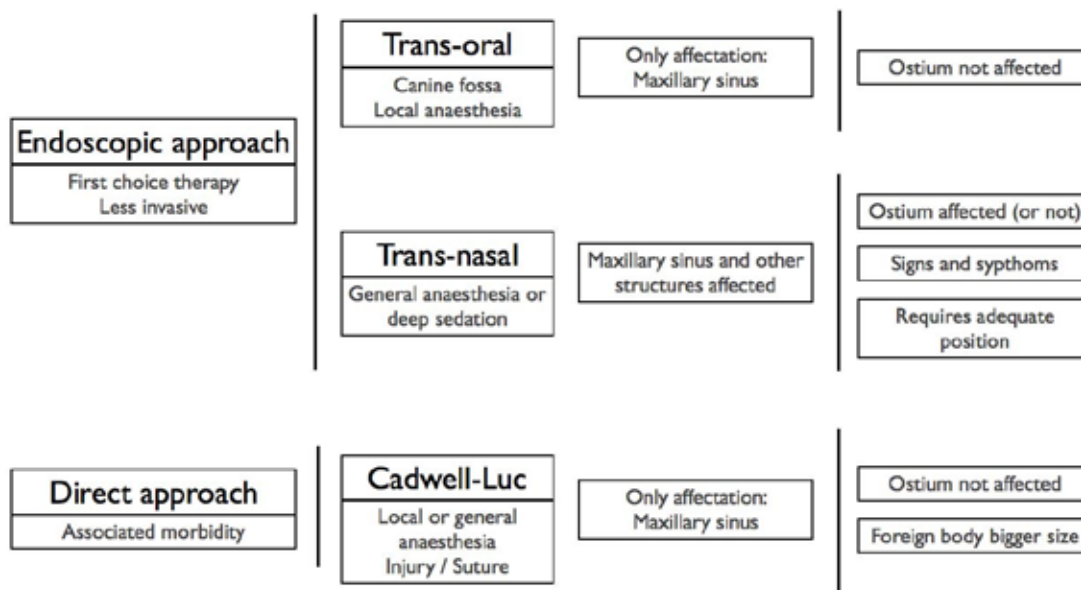 Trans-oral
Canine fossa
Local anaesthesia
Only affectation:
Maxillary sinus
Ostium not affected
Endoscopic approach
First choice therapy
Less invasive
Trans-nasal
General anaesthesia or
deep sedation
Maxillary sinus and other
structures affected
Ostium affected (or not)
Signs and sypthoms
Requires adequate
position
Direct approach
Associated morbidity
Cadwell-Luc
Local or general
anaesthesia
Injury / Suture
Only affectation:
Maxillary sinus
Ostium not affected
Foreign body bigger size